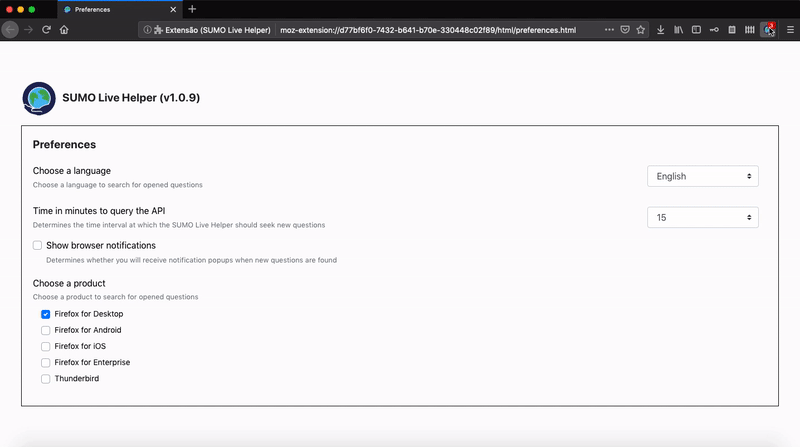 Preferences
Extensão (SUMO Live Helper)
moz-extension://d77bf6f0-7432-b641-b70e-330448c02f89/html/preferences.html
3
SUMO Live Helper (v1.0.9)
Preferences
Choose a language
English
Choose a language to search for opened questions
Time in minutes to query the API
15
Determines the time interval at which the SUMO Live Helper should seek new questions
Show browser notifications
Determines whether you will receive notification popups when new questions are found
Choose a product
Choose a product to search for opened questions
Firefox for Desktop
Firefox for Android
Firefox for iOS
Firefox for Enterprise
Thunderbird